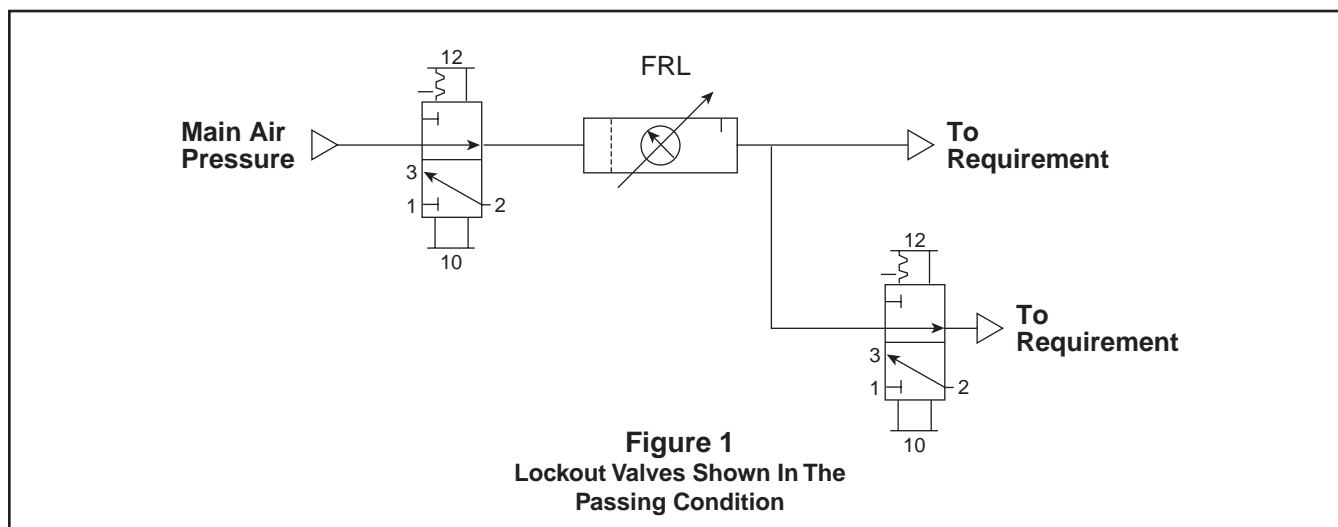 12
FRL
Main Air
Pressure
To
Requirement
3
1
2
10
12
To
Requirement
3
1
2
10
Figure 1
Lockout Valves Shown In The
Passing Condition